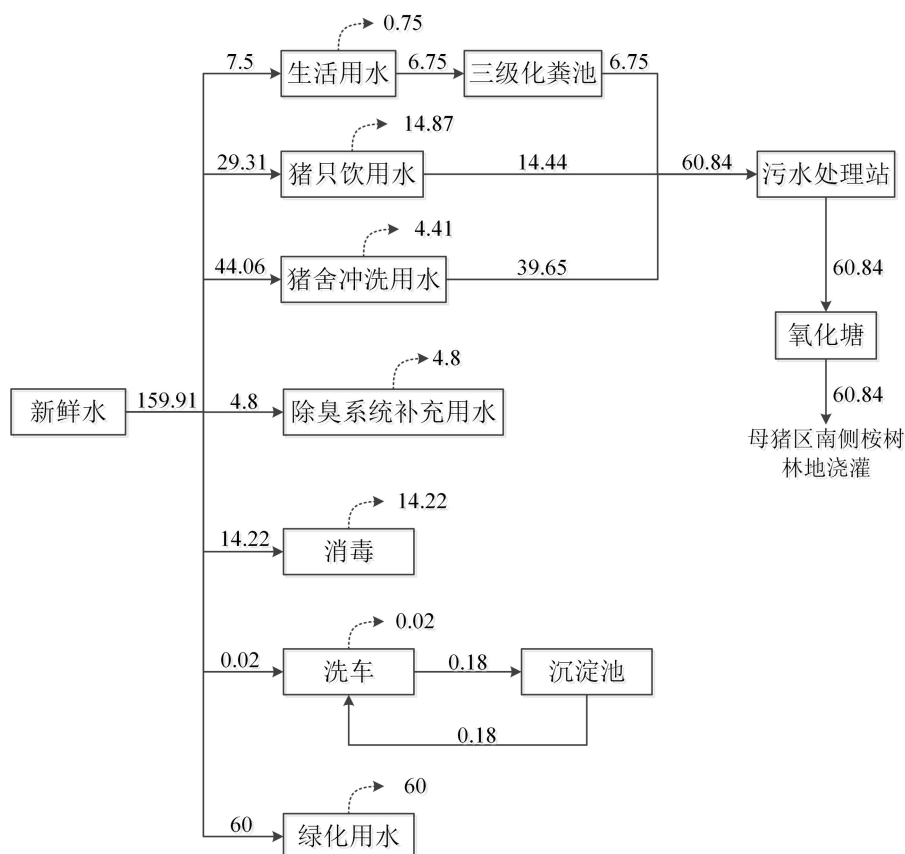 0.75
7.5
生活用水
6.75
三级化粪池
6.75
14.87
29.31
猪只饮用水
14.44
60.84
污水处理站
4.41
44.06
猪舍冲洗用水
39.65
60.84
氧化塘
4.8
新鲜水
159.91
4.8
除臭系统补充用水
60.84
母猪区南侧桉树
林地浇灌
14.22
14.22
消毒
0.02
0.02
洗车
0.18
沉淀池
0.18
60
60
绿化用水